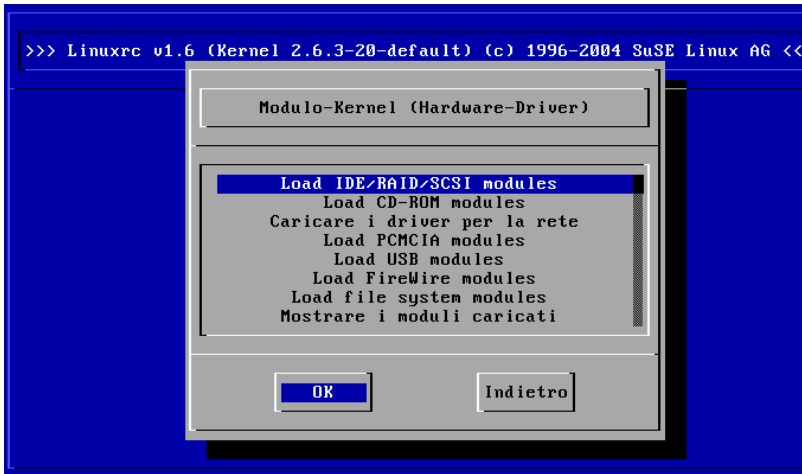 >>> Linuxrc v1.6 (Kernel 2.6.3-20-default) (c) 1996-2004 SuSE Linux AG <<
Modulo-Kernel (Hardware-Driver)
Load IDE/RAID/SCSI modules
Load CD-ROM modules
Caricare i driver per la rete
Load PCMCIA modules
Load USB modules
Load FireWire modules
Load file system modules
Mostrare i moduli caricati
OK
Indietro